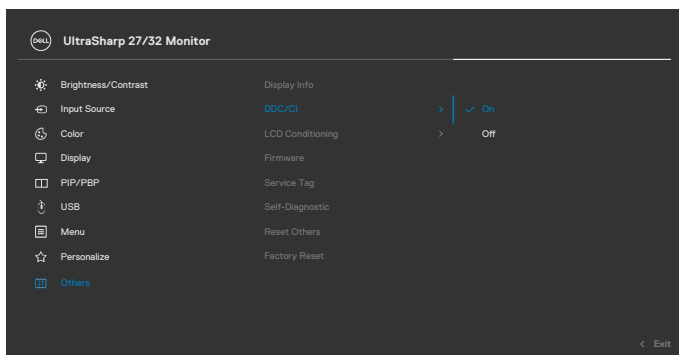 DELL UltraSharp 27/32 Monitor
Brightness/Contrast Display Info
Input Source DDC/CI > ✓ On
Color LCD Conditioning > Off
Display Firmware
PIP/PBP Service Tag
USB Self-Diagnostic
Menu Reset Others
Personalize Factory Reset
Others
< Exit